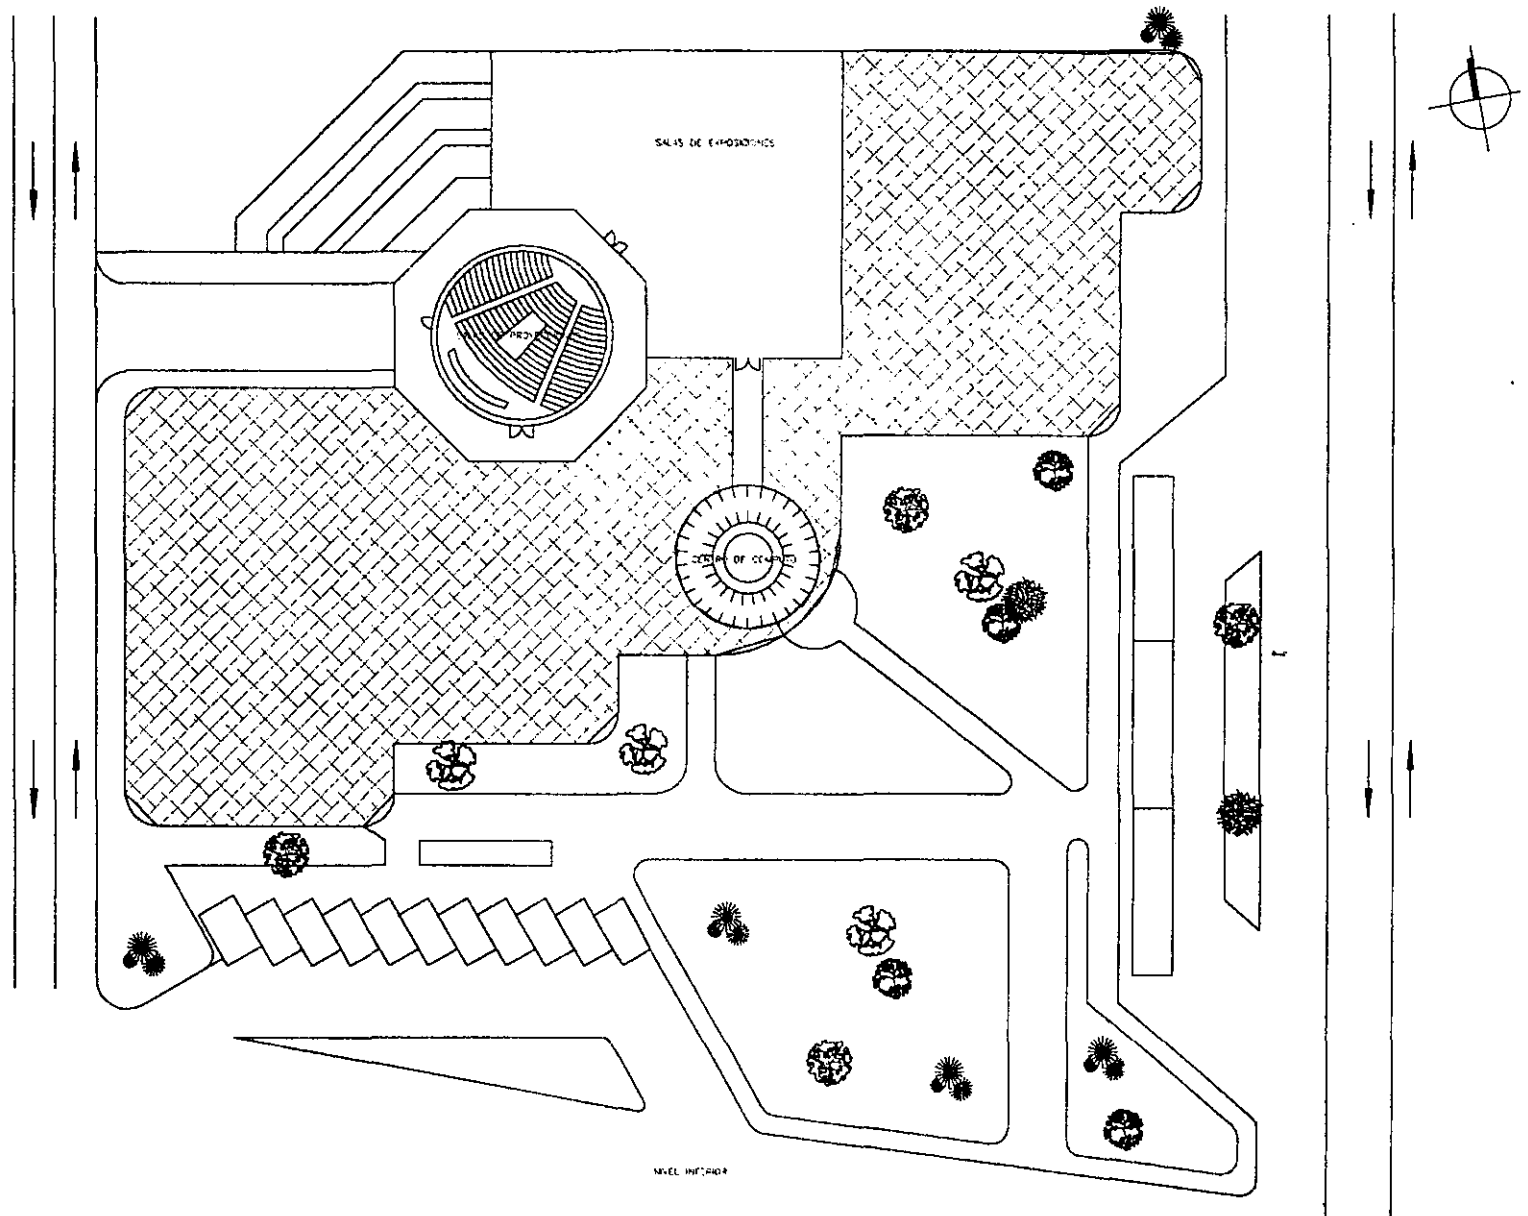 SALAS DE EXPOSICIONES
CENTRO DE COMPUTO
NIVEL INFERIOR